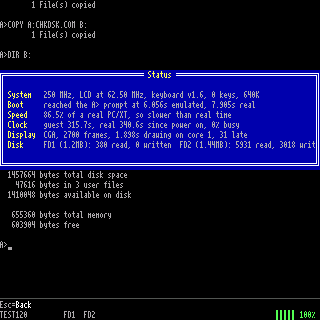 1 File(s) copied
A>COPY A:CHKDSK.COM B:
1 File(s) copied
A>DIR B:
Status
System 250 MHz, LCD at 62.50 MHz, keyboard v1.6, 0 keys, 640K
Boot reached the A> prompt at 6.056s emulated, 7.905s real
Speed 86.5% of a real PC/XT, so slower than real time
Clock guest 315.7s, real 340.6s since power on, 0% busy
Display CGA, 2700 frames, 1.898s drawing on core 1, 31 late
Disk FD1 (1.2MB): 380 read, 0 written FD2 (1.44MB): 5931 read, 3018 writ
1457664 bytes total disk space
47616 bytes in 3 user files
1410048 bytes available on disk
655360 bytes total memory
603904 bytes free
A>
Esc=Back
TEST120 FD1 FD2 100%